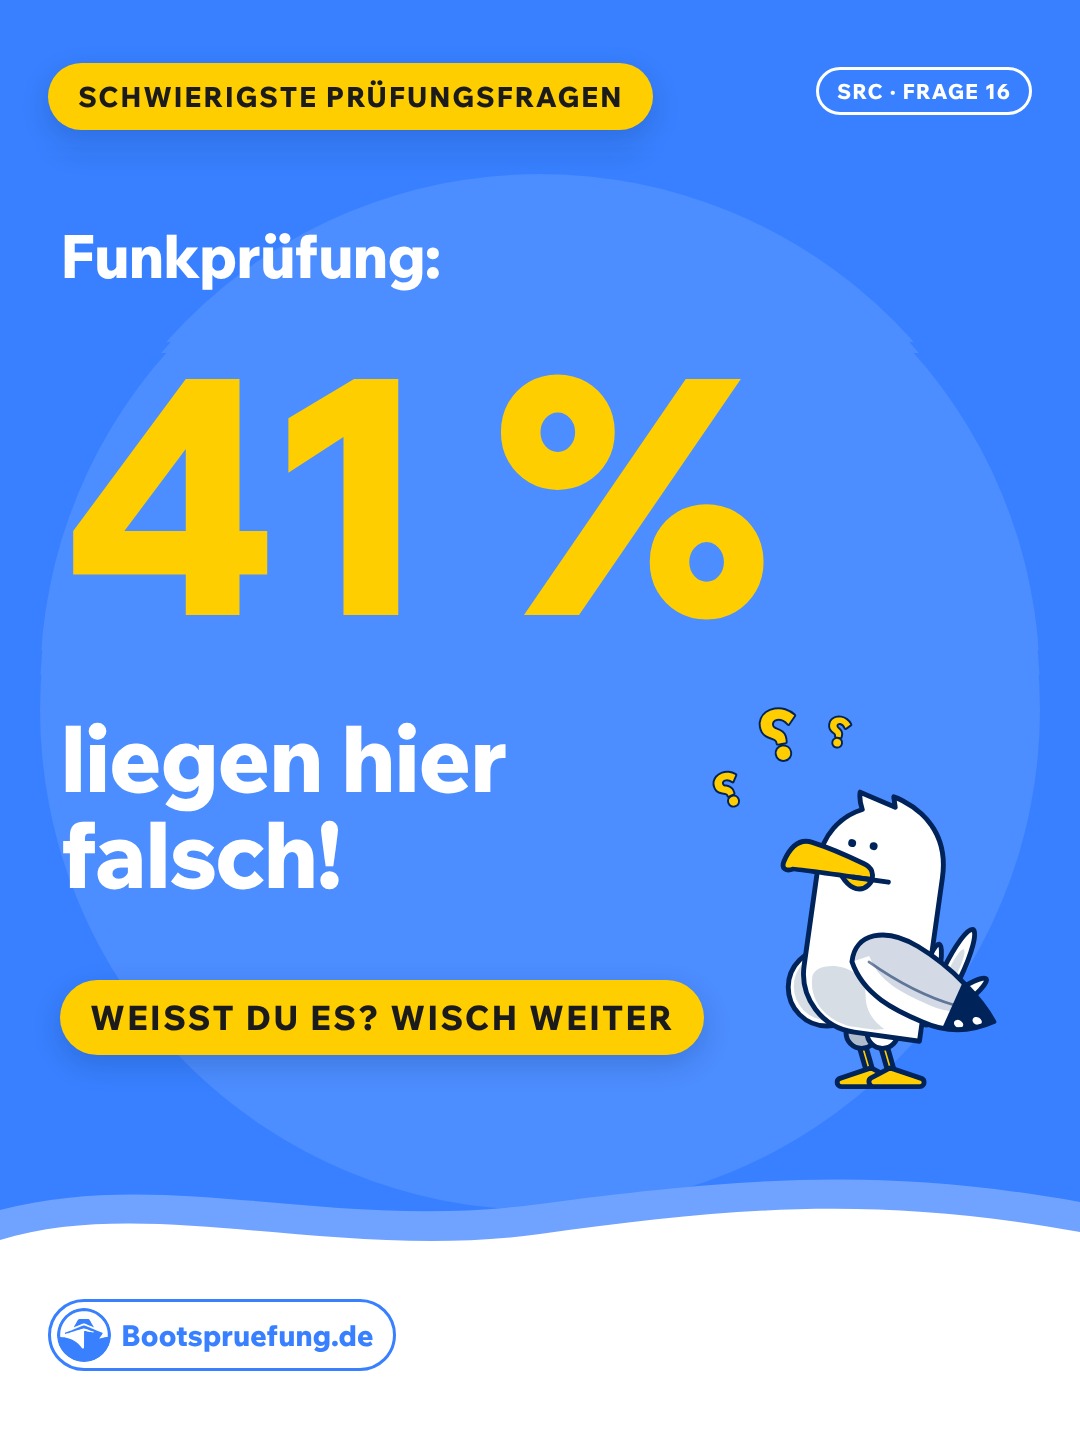 SCHWIERIGSTE PRÜFUNGSFRAGEN
SRC · FRAGE 16
Funkprüfung:
41 %
liegen hier
falsch!
? ? ?
WEISST DU ES? WISCH WEITER
Bootspruefung.de